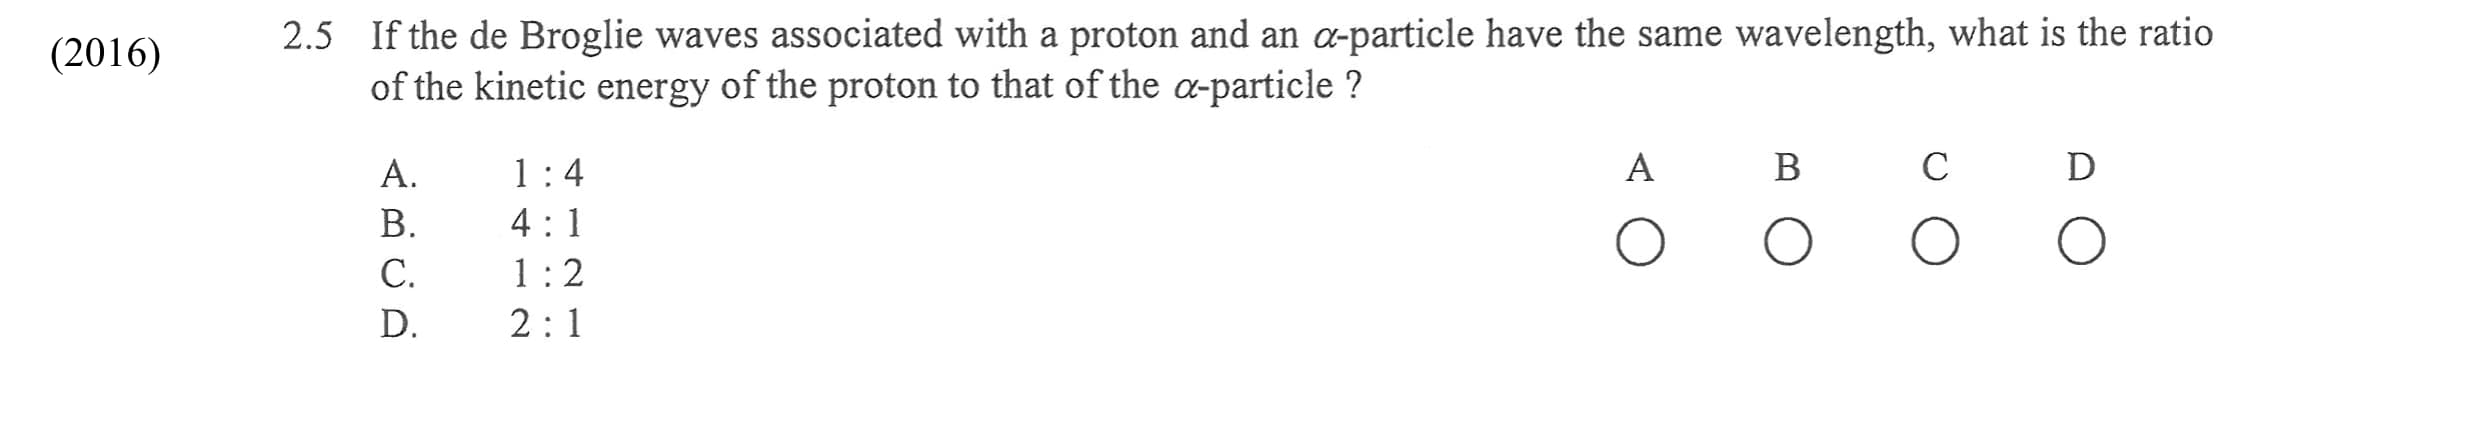 (2016)
2.5 If the de Broglie waves associated with a proton and an α-particle have the same wavelength, what is the ratio
of the kinetic energy of the proton to that of the α-particle ?
A. 1 : 4
B. 4 : 1
C. 1 : 2
D. 2 : 1
A B C D